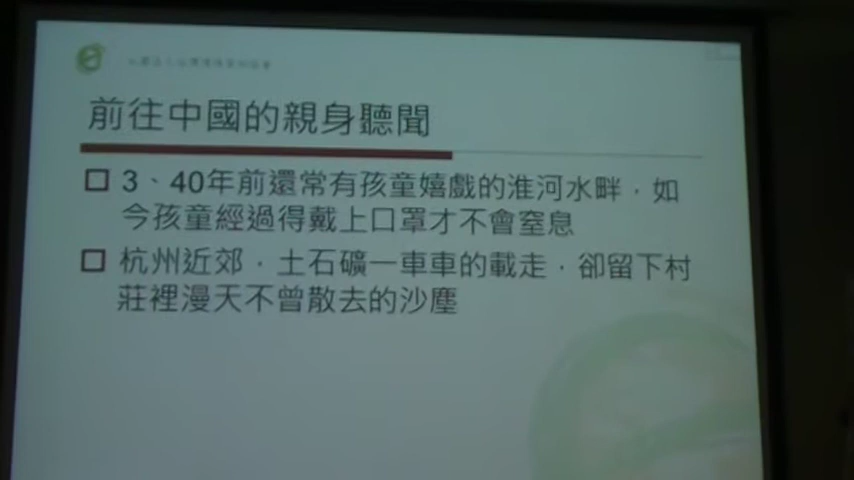 前往中國的親身聽聞
3、40年前還常有孩童嬉戲的淮河水畔，如
今孩童經過得戴上口罩才不會窒息
杭州近郊，土石礦一車車的載走，卻留下村
莊裡漫天不曾散去的沙塵